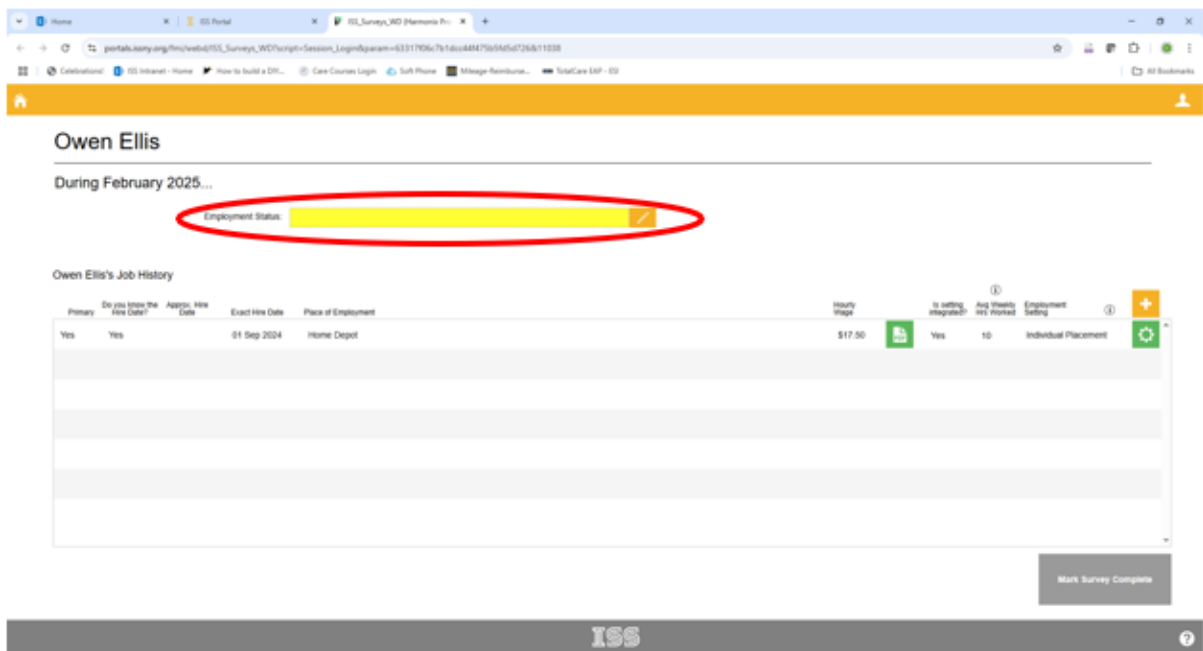 Home
ISS Portal
ISS_Surveys_WD (Harmonix Pro
portals.isony.org/fmi/webd/ISS_Surveys_WD?script=Session_Login&param=
Celebrations!
ISS Intranet - Home
How to build a DIY...
Care Courses Login
Soft Phone
Mileage Reimburse...
TotalCare EAP - ESI
All Bookmarks
Owen Ellis
During February 2025...
Employment Status:
Owen Ellis's Job History
Primary Do you know the Hire Date? Approx. Hire Date Exact Hire Date Place of Employment Hourly Wage Is setting integrated? Avg Weekly Hrs Worked Employment Setting
Yes Yes 01 Sep 2024 Home Depot $17.50 Yes 10 Individual Placement
Mark Survey Complete
ISS